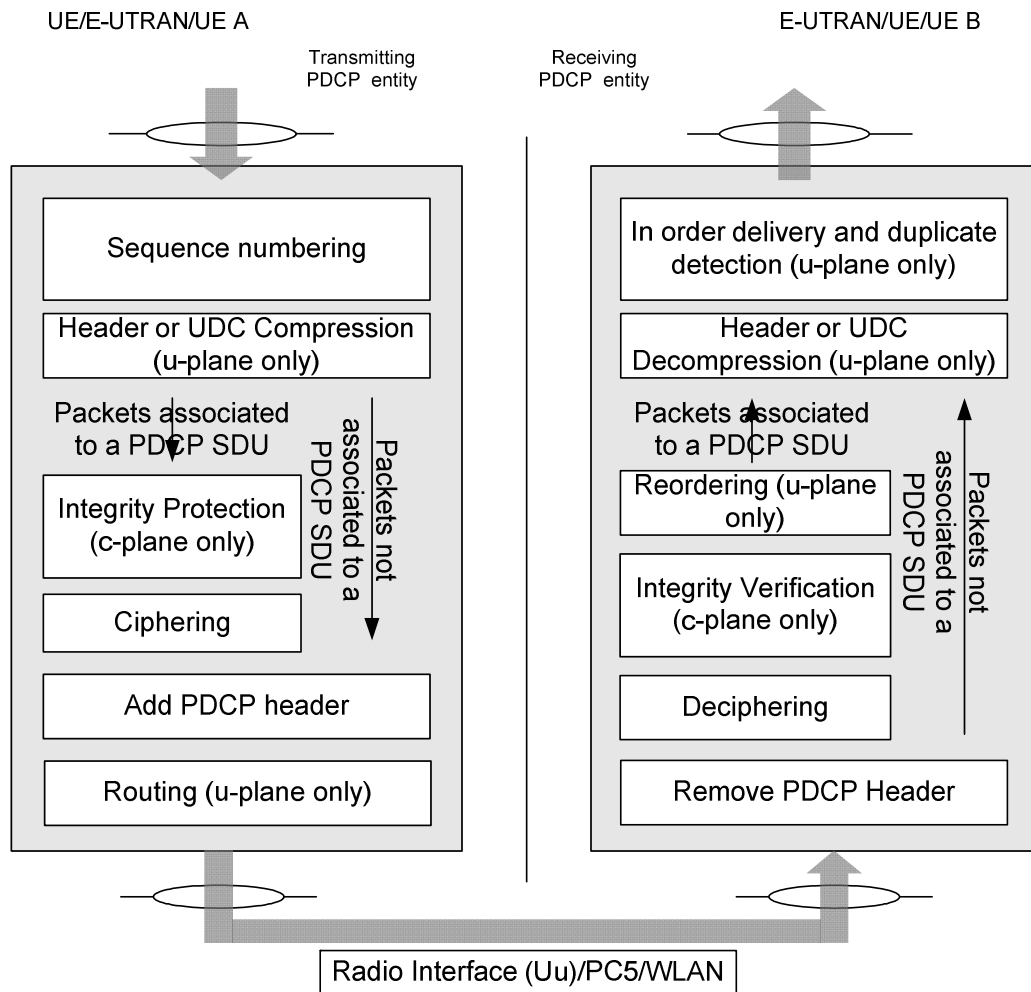 UE/E-UTRAN/UE A
E-UTRAN/UE/UE B
Transmitting
PDCP entity
Receiving
PDCP entity
Sequence numbering
Header or UDC Compression
(u-plane only)
Packets associated
to a PDCP SDU
Packets not
associated to a
PDCP SDU
Integrity Protection
(c-plane only)
Ciphering
Add PDCP header
Routing (u-plane only)
In order delivery and duplicate
detection (u-plane only)
Header or UDC
Decompression (u-plane only)
Packets associated
to a PDCP SDU
Packets not
associated to a
PDCP SDU
Reordering (u-plane
only)
Integrity Verification
(c-plane only)
Deciphering
Remove PDCP Header
Radio Interface (Uu)/PC5/WLAN